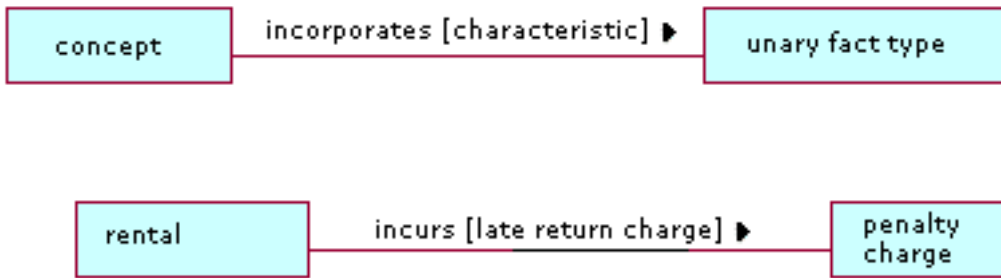 concept
incorporates [characteristic]
unary fact type
rental
incurs [late return charge]
penalty
charge